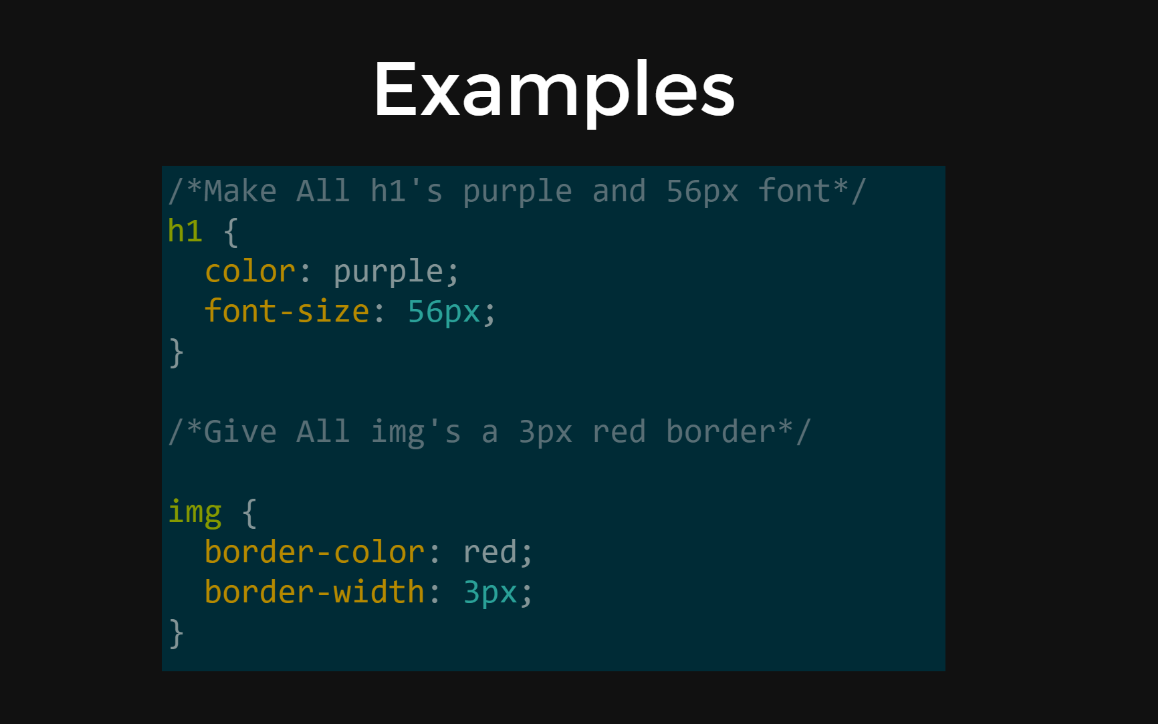 Examples
/*Make All h1's purple and 56px font*/
h1 {
  color: purple;
  font-size: 56px;
}
/*Give All img's a 3px red border*/
img {
  border-color: red;
  border-width: 3px;
}